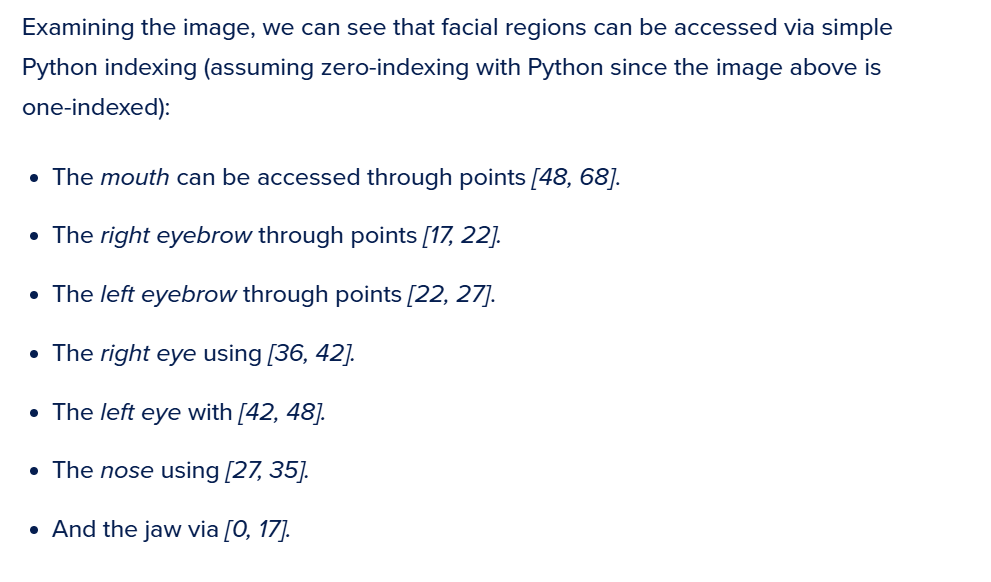 Examining the image, we can see that facial regions can be accessed via simple
Python indexing (assuming zero-indexing with Python since the image above is
one-indexed):
• The mouth can be accessed through points [48, 68].
• The right eyebrow through points [17, 22].
• The left eyebrow through points [22, 27].
• The right eye using [36, 42].
• The left eye with [42, 48].
• The nose using [27, 35].
• And the jaw via [0, 17].